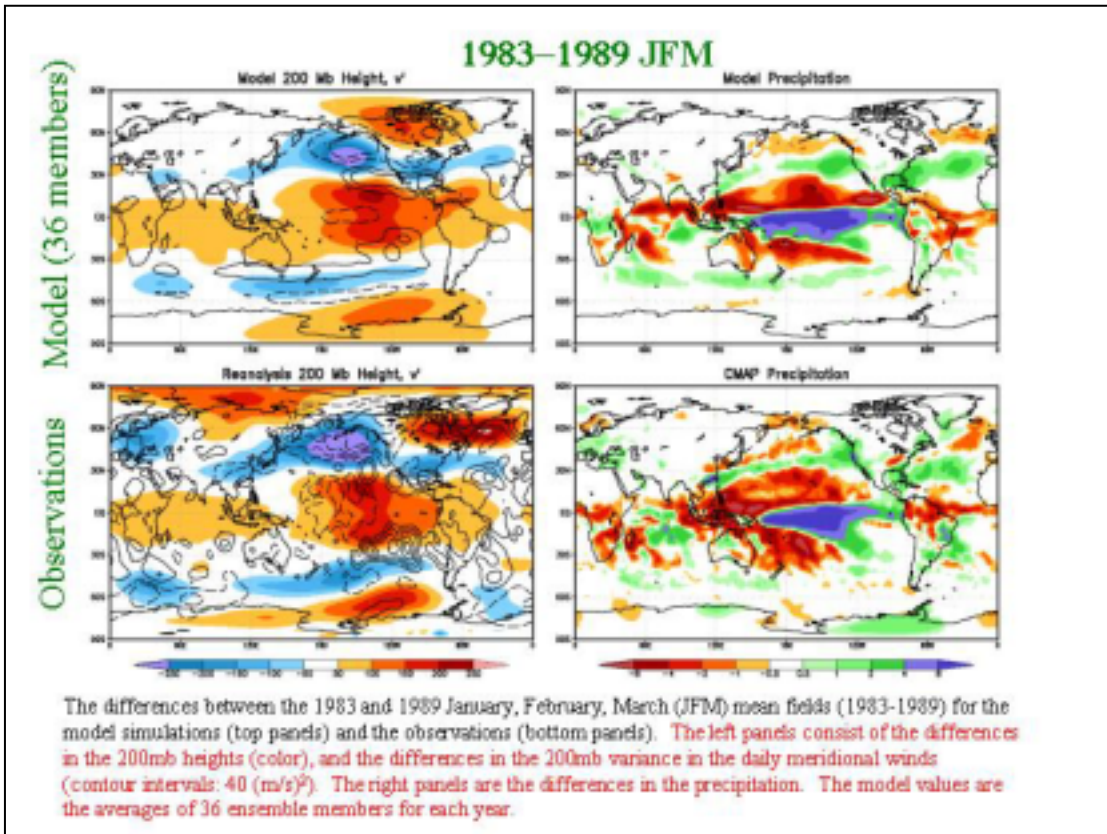 1983–1989 JFM
Model (36 members)
Model 200 Mb Height, v'
Model Precipitation
Observations
Reanalysis 200 Mb Height, v'
CMAP Precipitation
The differences between the 1983 and 1989 January, February, March (JFM) mean fields (1983-1989) for the
model simulations (top panels) and the observations (bottom panels). The left panels consist of the differences
in the 200mb heights (color), and the differences in the 200mb variance in the daily meridional winds
(contour intervals: 40 (m/s)²). The right panels are the differences in the precipitation. The model values are
the averages of 36 ensemble members for each year.